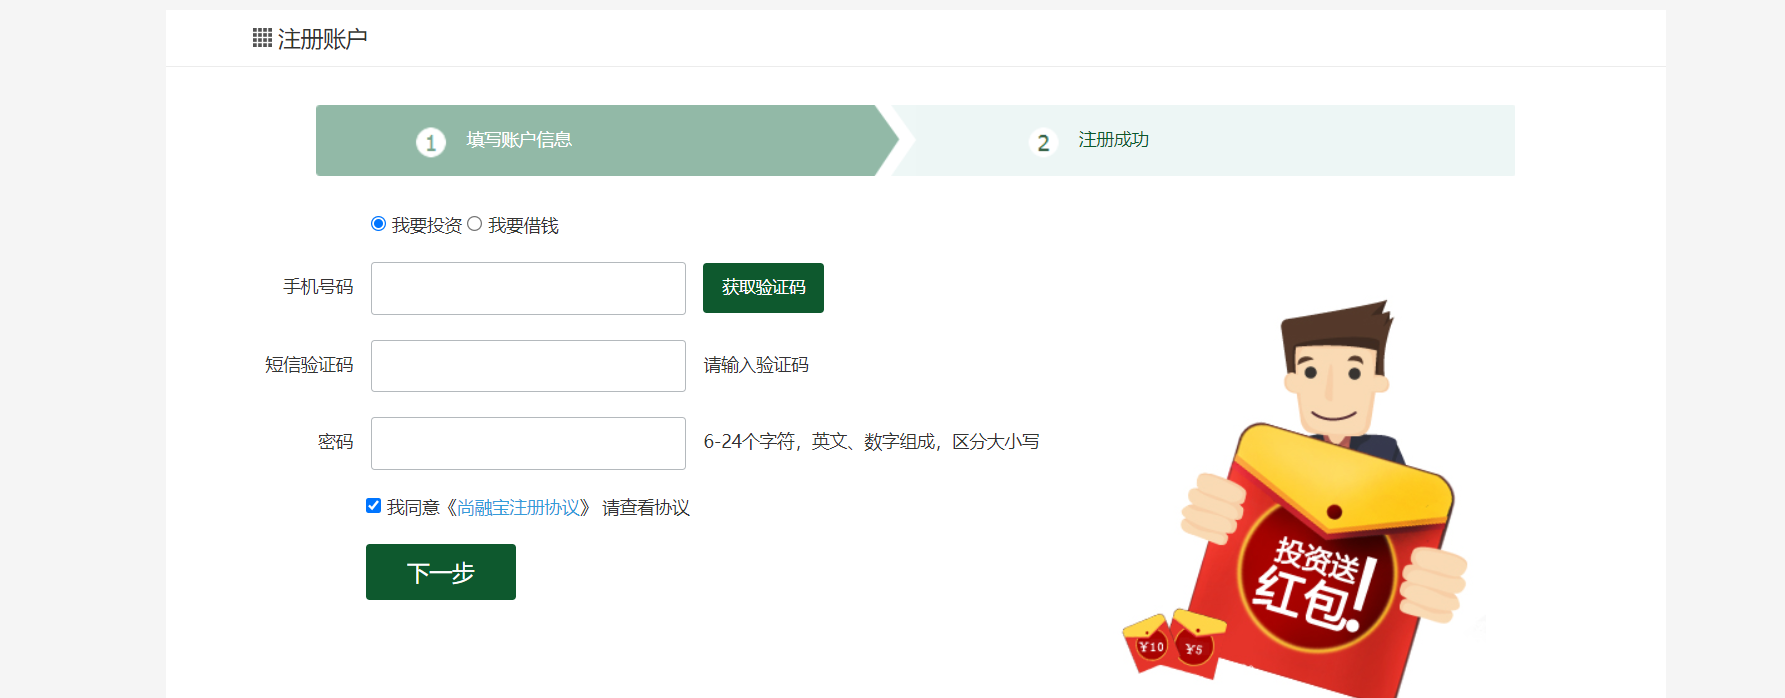 注册账户
1 填写账户信息
2 注册成功
我要投资 我要借钱
手机号码 获取验证码
短信验证码 请输入验证码
密码 6-24个字符，英文、数字组成，区分大小写
我同意《尚融宝注册协议》 请查看协议
下一步
投资送
红包!
¥10 ¥5